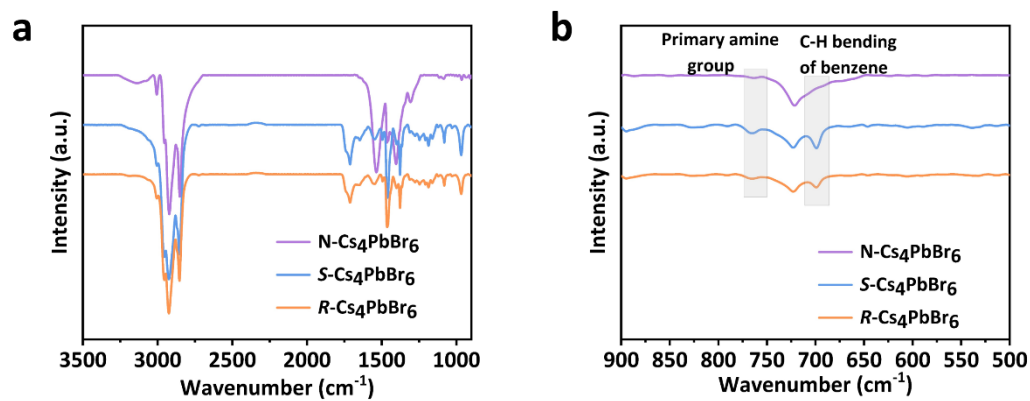 a
Intensity (a.u.)
N-Cs4PbBr6
S-Cs4PbBr6
R-Cs4PbBr6
3500 3000 2500 2000 1500 1000
Wavenumber (cm-1)
b
Primary amine
group
C-H bending
of benzene
Intensity (a.u.)
N-Cs4PbBr6
S-Cs4PbBr6
R-Cs4PbBr6
900 850 800 750 700 650 600 550 500
Wavenumber (cm-1)